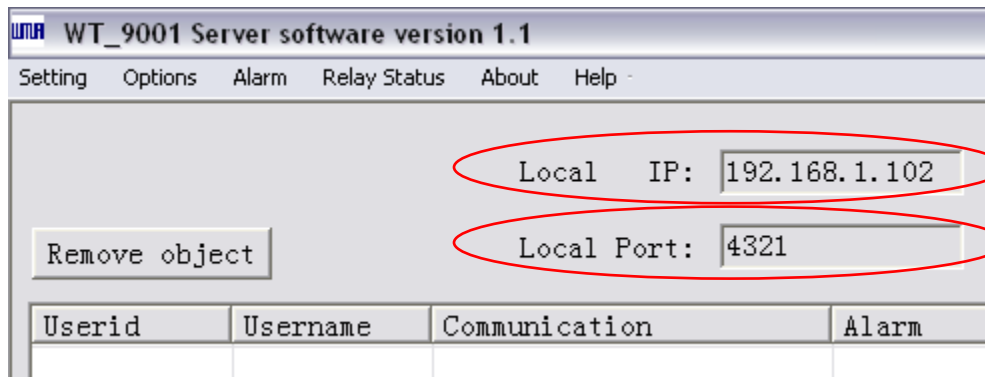 WMA WT_9001 Server software version 1.1
Setting Options Alarm Relay Status About Help
Local IP: 192.168.1.102
Remove object Local Port: 4321
Userid Username Communication Alarm